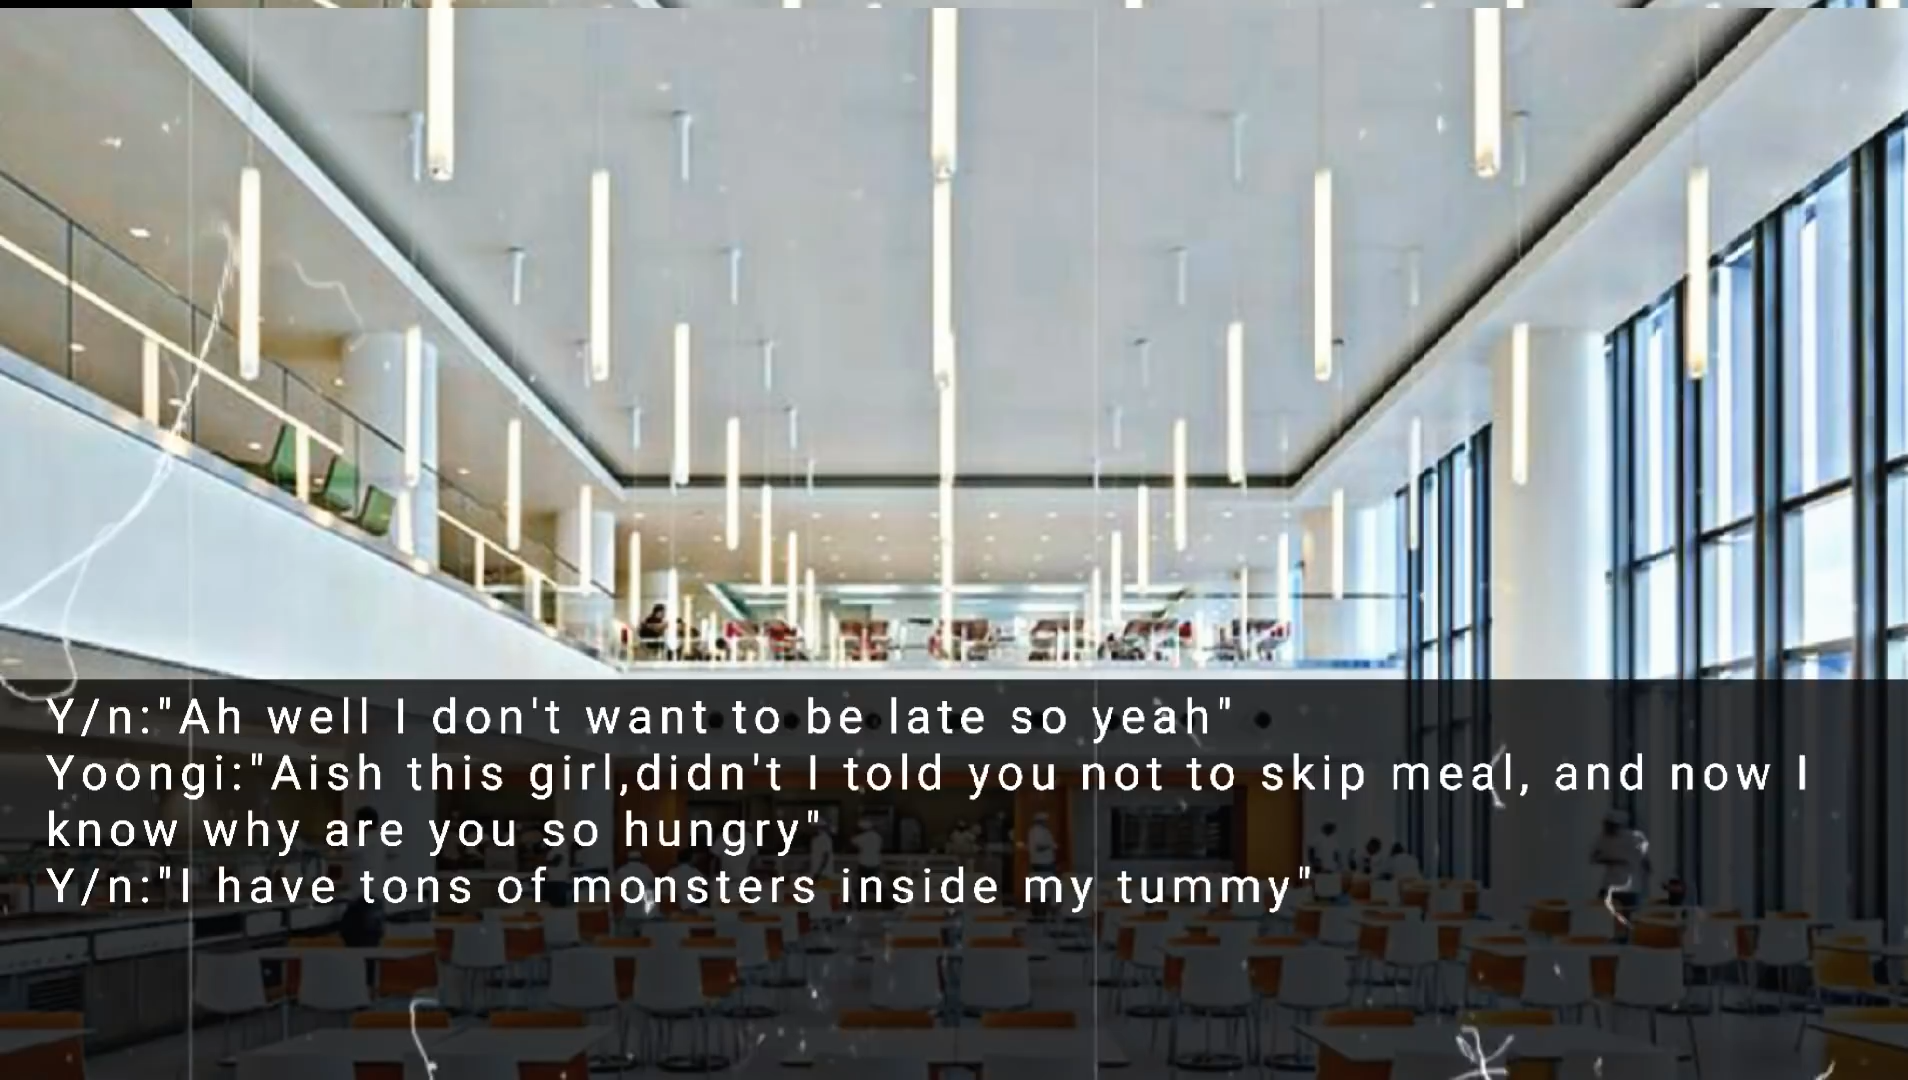 Y/n:"Ah well I don't want to be late so yeah"
Yoongi:"Aish this girl,didn't I told you not to skip meal, and now I
know why are you so hungry"
Y/n:"I have tons of monsters inside my tummy"